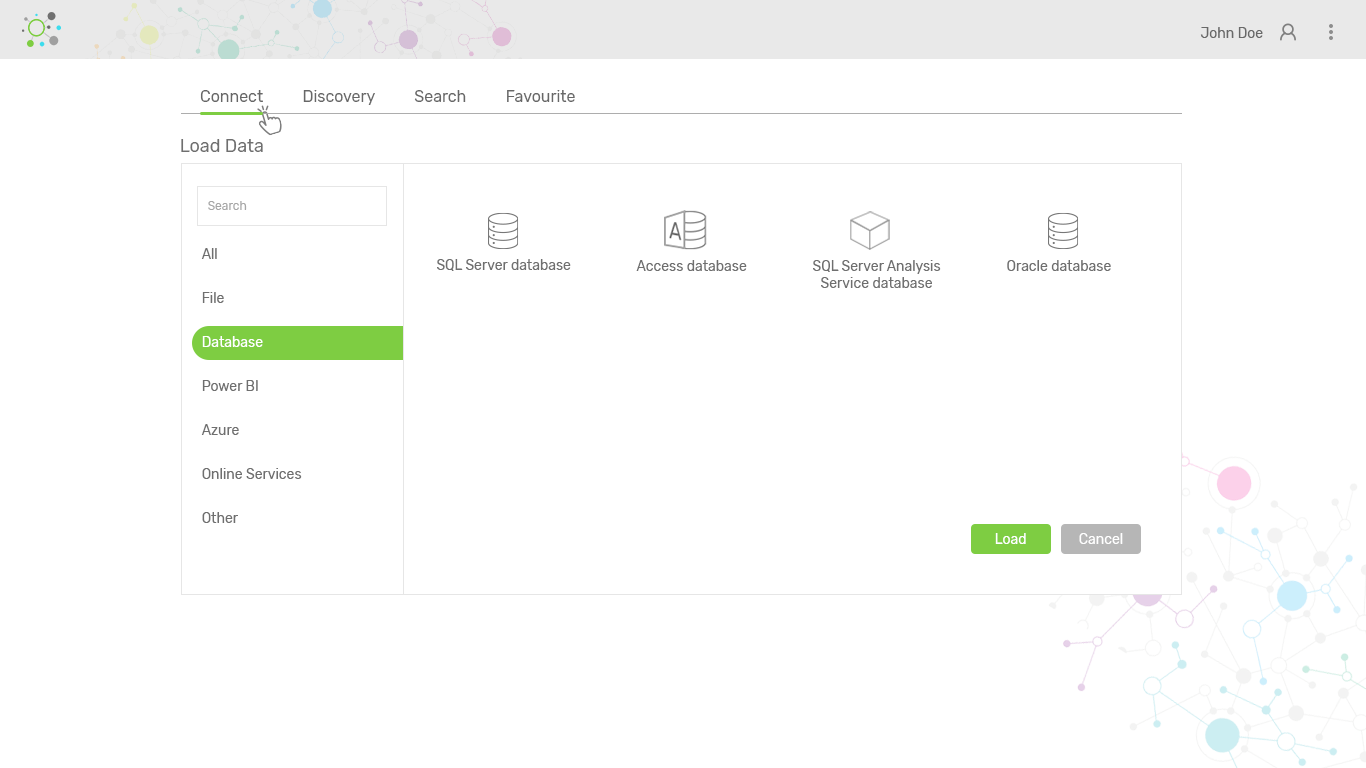 John Doe
Connect
Discovery
Search
Favourite
Load Data
Search
All
File
Database
Power BI
Azure
Online Services
Other
SQL Server database
A
Access database
SQL Server Analysis
Service database
Oracle database
Load
Cancel